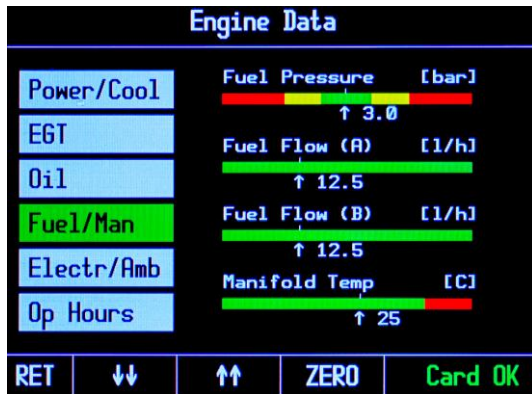 Engine Data
Power/Cool
EGT
Oil
Fuel/Man
Electr/Amb
Op Hours
Fuel Pressure [bar]
↑ 3.0
Fuel Flow (A) [l/h]
↑ 12.5
Fuel Flow (B) [l/h]
↑ 12.5
Manifold Temp [C]
↑ 25
RET ↓↓ ↑↑ ZERO Card OK